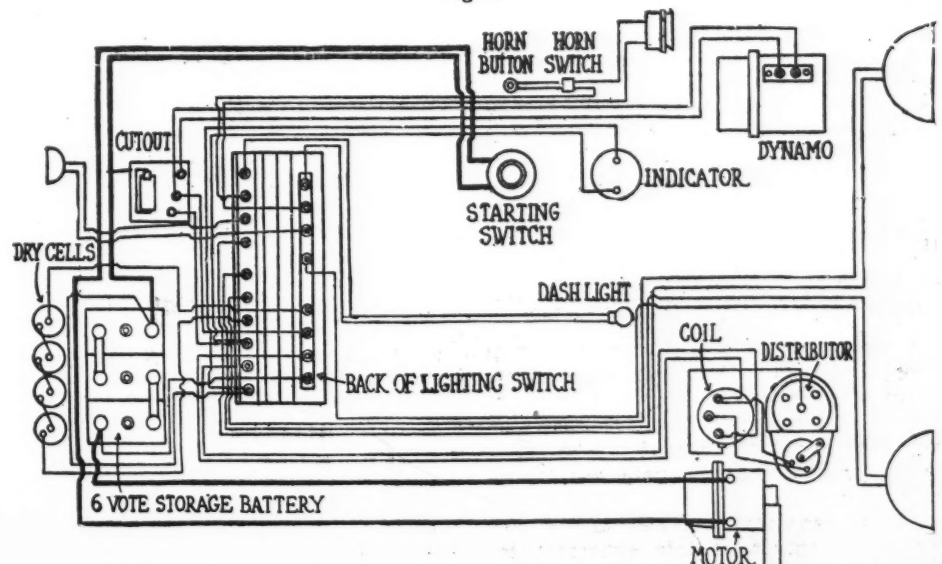 HORN BUTTON
HORN SWITCH
DYNAMO
CUTOUT
INDICATOR
STARTING SWITCH
DRY CELLS
DASH LIGHT
COIL
DISTRIBUTOR
BACK OF LIGHTING SWITCH
6 VOTE STORAGE BATTERY
MOTOR